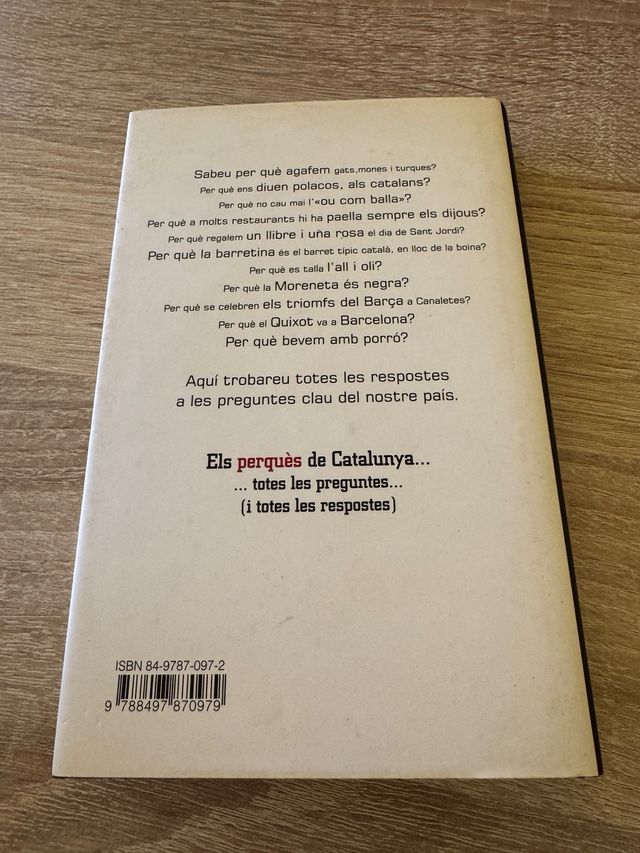 Sabeu per què agafem gats,mones i turques?
Per què ens diuen polacos, als catalans?
Per què no cau mai l'«ou com balla»?
Per què a molts restaurants hi ha paella sempre els dijous?
Per què regalem un llibre i uña rosa el dia de Sant Jordi?
Per què la barretina és el barret típic català, en lloc de la boina?
Per què es talla l'all i oli?
Per què la Moreneta és negra?
Per què se celebren els triomfs del Barça a Canaletes?
Per què el Quixot va a Barcelona?
Per què bevem amb porró?
Aquí trobareu totes les respostes
a les preguntes clau del nostre país.
Els perquès de Catalunya...
... totes les preguntes...
(i totes les respostes)
ISBN 84-9787-097-2
9 788497 870979